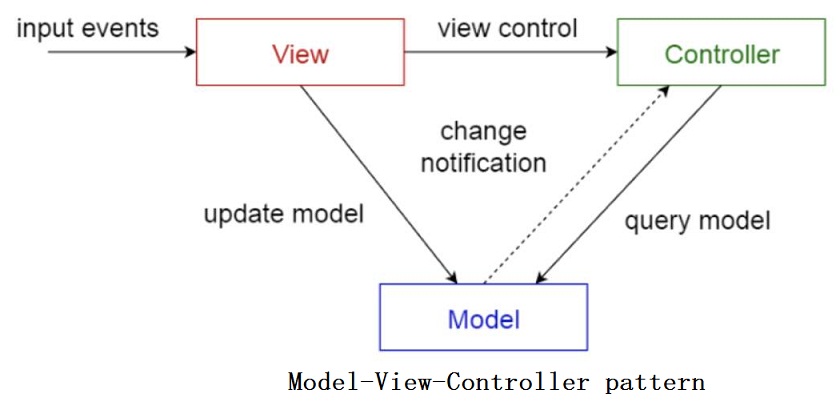 input events
View
view control
Controller
change
notification
update model
query model
Model
Model-View-Controller pattern